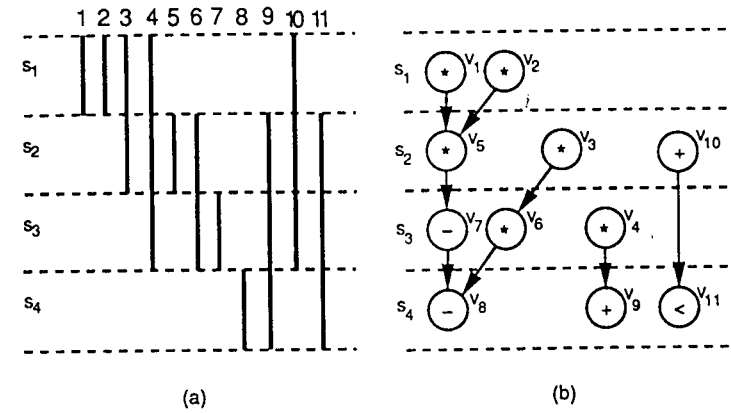 1 2 3 4 5 6 7 8 9 10 11
s1
s2
s3
s4
(a)
s1 * v1 * v2
s2 * v5 * v3 + v10
s3 - v7 * v6 * v4
s4 - v8 + v9 < v11
(b)